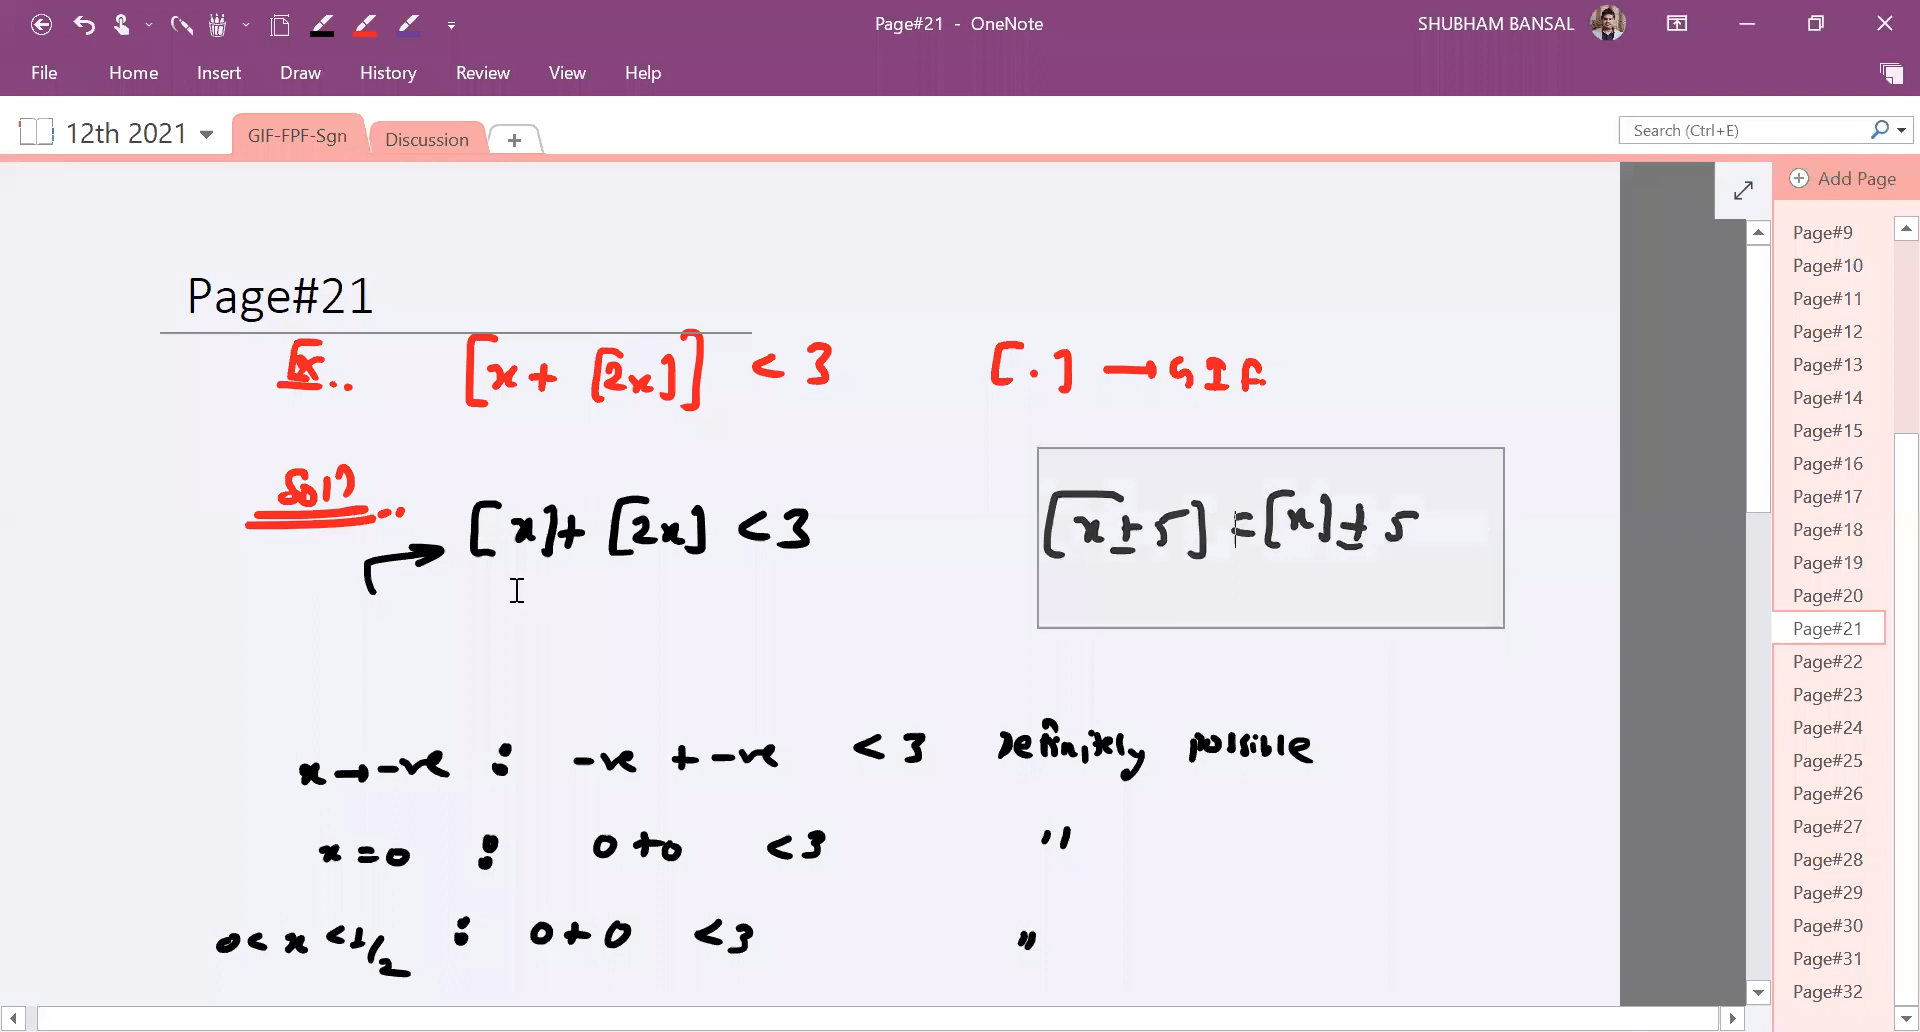 Page#21 - OneNote
SHUBHAM BANSAL
File Home Insert Draw History Review View Help
12th 2021
GIF-FPF-Sgn
Discussion
Search (Ctrl+E)
Add Page
Page#9
Page#10
Page#11
Page#12
Page#13
Page#14
Page#15
Page#16
Page#17
Page#18
Page#19
Page#20
Page#21
Page#22
Page#23
Page#24
Page#25
Page#26
Page#27
Page#28
Page#29
Page#30
Page#31
Page#32
Page#21
Ex.. [x + [2x]] < 3 [·] → GIF
Sol?..
[x] + [2x] < 3
[x ± 5] = [x] ± 5
x → -ve : -ve + -ve < 3 Definitely possible
x = 0 : 0 + 0 < 3 "
0 < x < 1/2 : 0 + 0 < 3 "